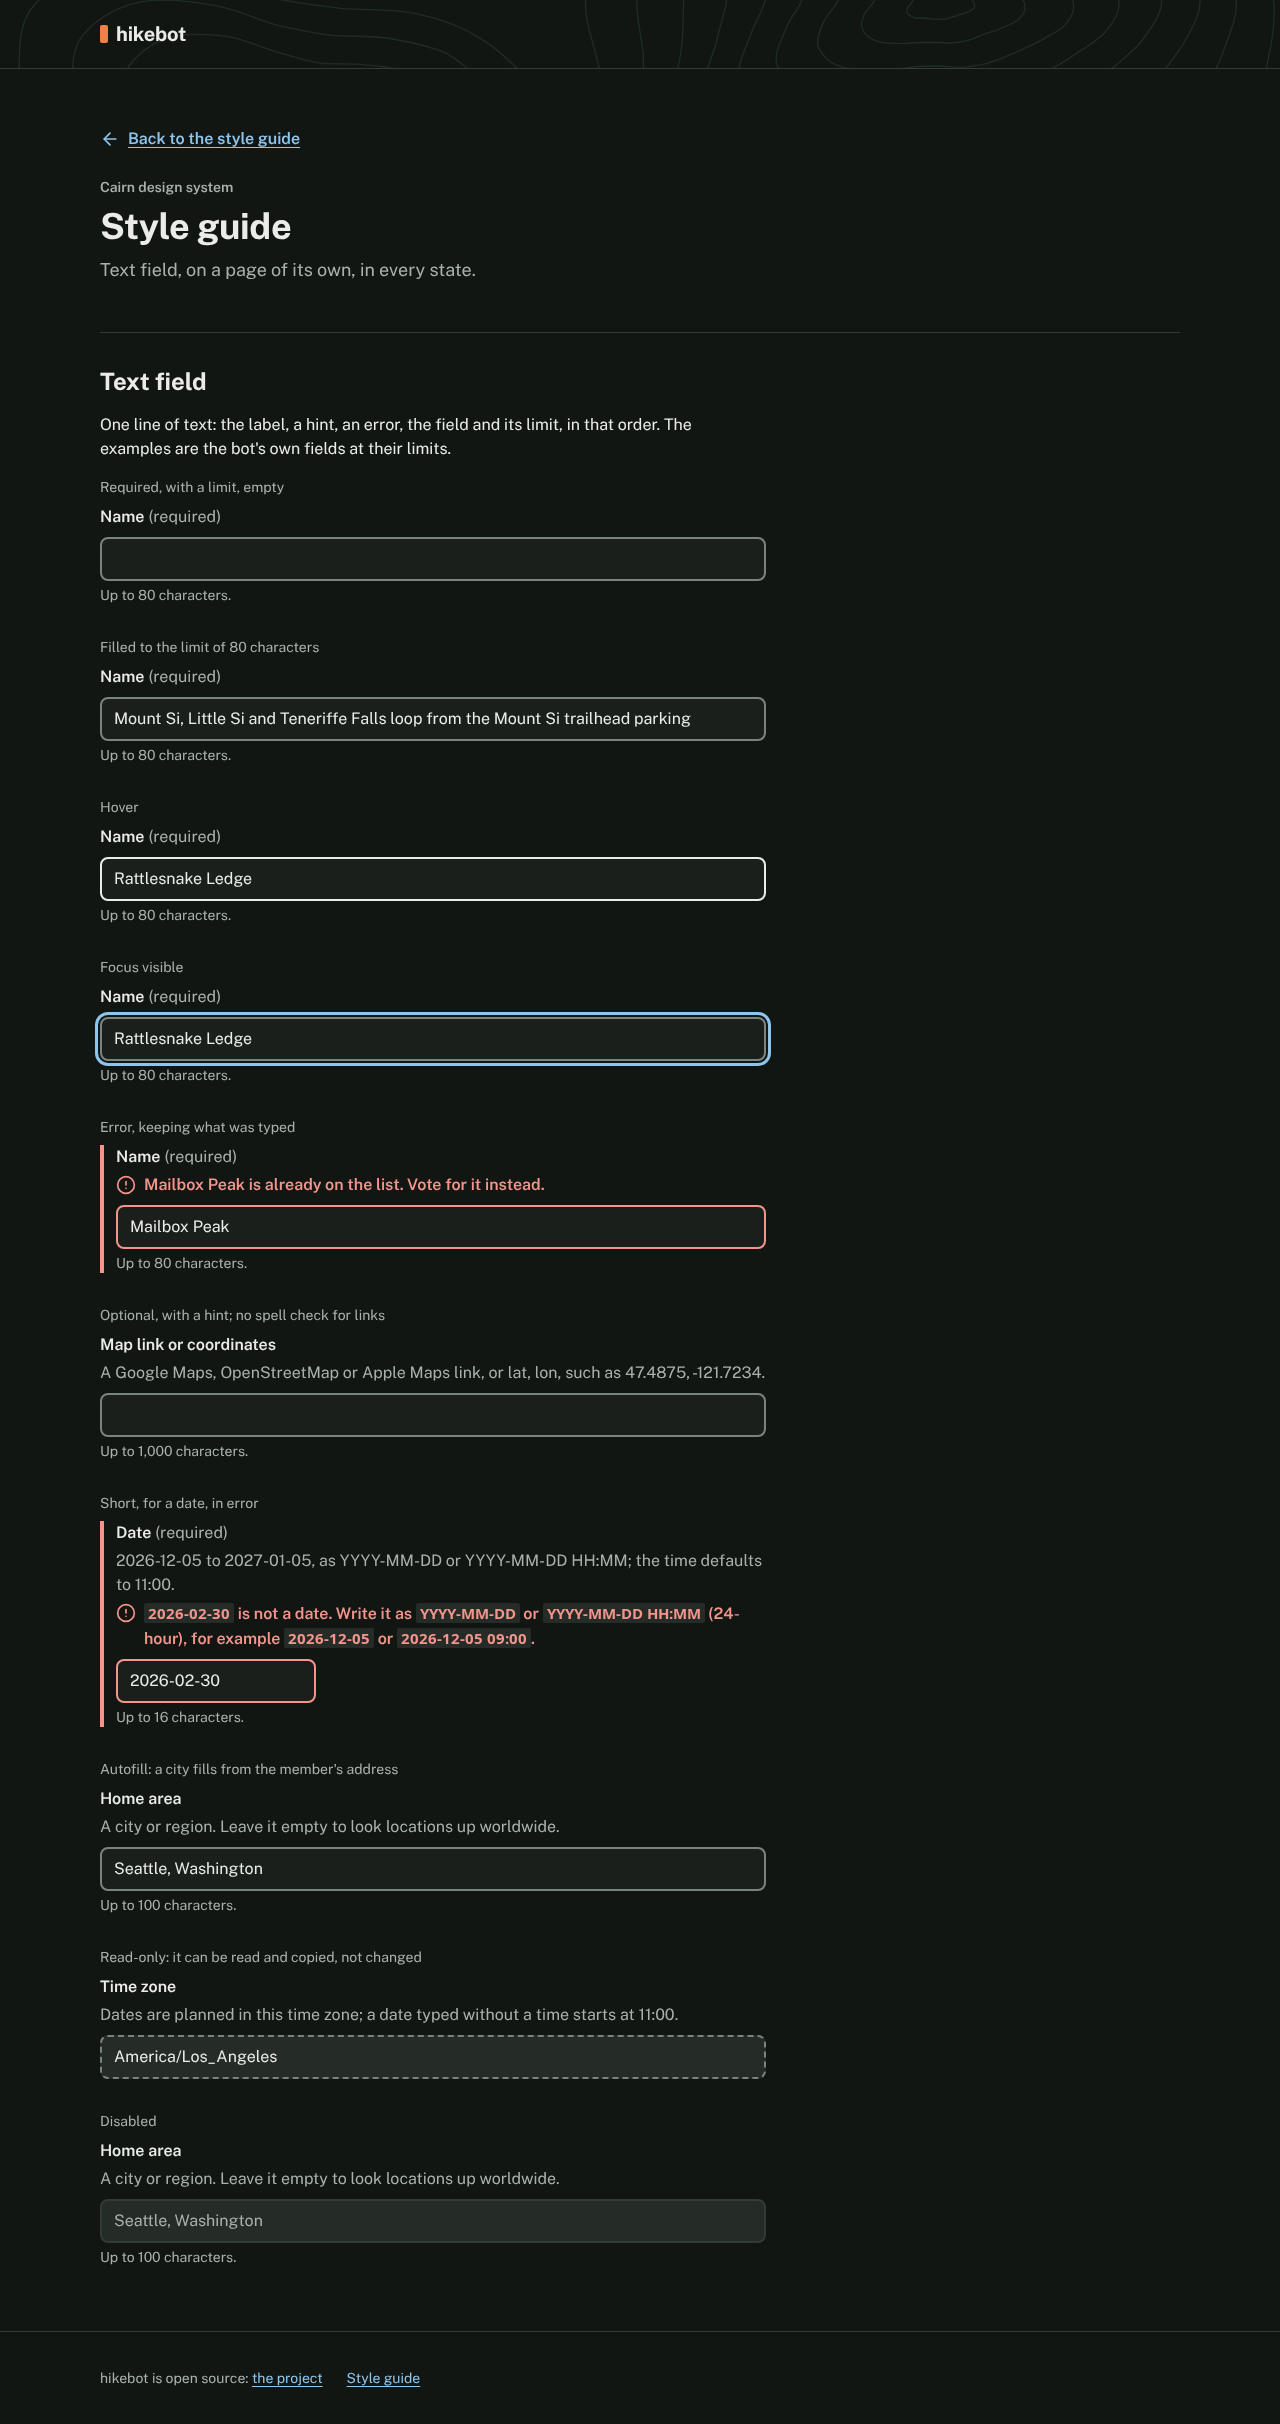 hikebot
Back to the style guide
Cairn design system
Style guide
Text field, on a page of its own, in every state.
Text field
One line of text: the label, a hint, an error, the field and its limit, in that order. The
examples are the bot's own fields at their limits.
Required, with a limit, empty
Name (required)
Up to 80 characters.
Filled to the limit of 80 characters
Name (required)
Mount Si, Little Si and Teneriffe Falls loop from the Mount Si trailhead parking
Up to 80 characters.
Hover
Name (required)
Rattlesnake Ledge
Up to 80 characters.
Focus visible
Name (required)
Rattlesnake Ledge
Up to 80 characters.
Error, keeping what was typed
Name (required)
Mailbox Peak is already on the list. Vote for it instead.
Mailbox Peak
Up to 80 characters.
Optional, with a hint; no spell check for links
Map link or coordinates
A Google Maps, OpenStreetMap or Apple Maps link, or lat, lon, such as 47.4875, -121.7234.
Up to 1,000 characters.
Short, for a date, in error
Date (required)
2026-12-05 to 2027-01-05, as YYYY-MM-DD or YYYY-MM-DD HH:MM; the time defaults
to 11:00.
2026-02-30 is not a date. Write it as YYYY-MM-DD or YYYY-MM-DD HH:MM (24-
hour), for example 2026-12-05 or 2026-12-05 09:00.
2026-02-30
Up to 16 characters.
Autofill: a city fills from the member's address
Home area
A city or region. Leave it empty to look locations up worldwide.
Seattle, Washington
Up to 100 characters.
Read-only: it can be read and copied, not changed
Time zone
Dates are planned in this time zone; a date typed without a time starts at 11:00.
America/Los_Angeles
Disabled
Home area
A city or region. Leave it empty to look locations up worldwide.
Seattle, Washington
Up to 100 characters.
hikebot is open source: the project Style guide